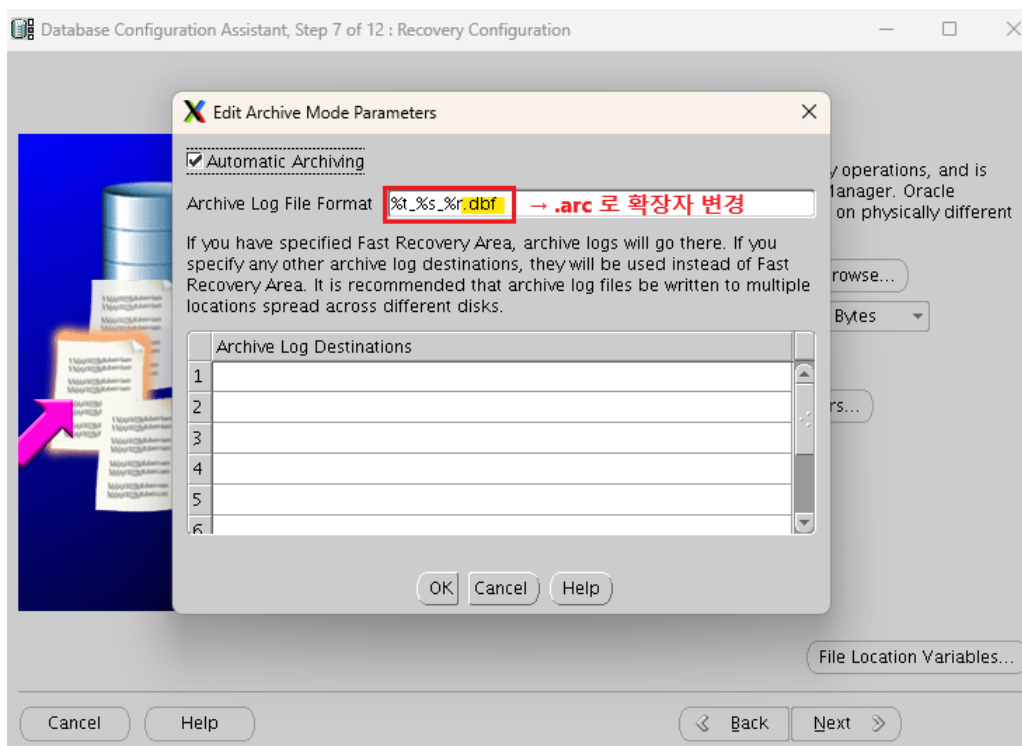 Database Configuration Assistant, Step 7 of 12 : Recovery Configuration
Edit Archive Mode Parameters
Automatic Archiving
Archive Log File Format %t_%s_%r.dbf → .arc 로 확장자 변경
If you have specified Fast Recovery Area, archive logs will go there. If you
specify any other archive log destinations, they will be used instead of Fast
Recovery Area. It is recommended that archive log files be written to multiple
locations spread across different disks.
Archive Log Destinations
1
2
3
4
5
6
OK Cancel Help
y operations, and is
Manager. Oracle
on physically different
rowse...
Bytes
rs...
File Location Variables...
Cancel Help Back Next